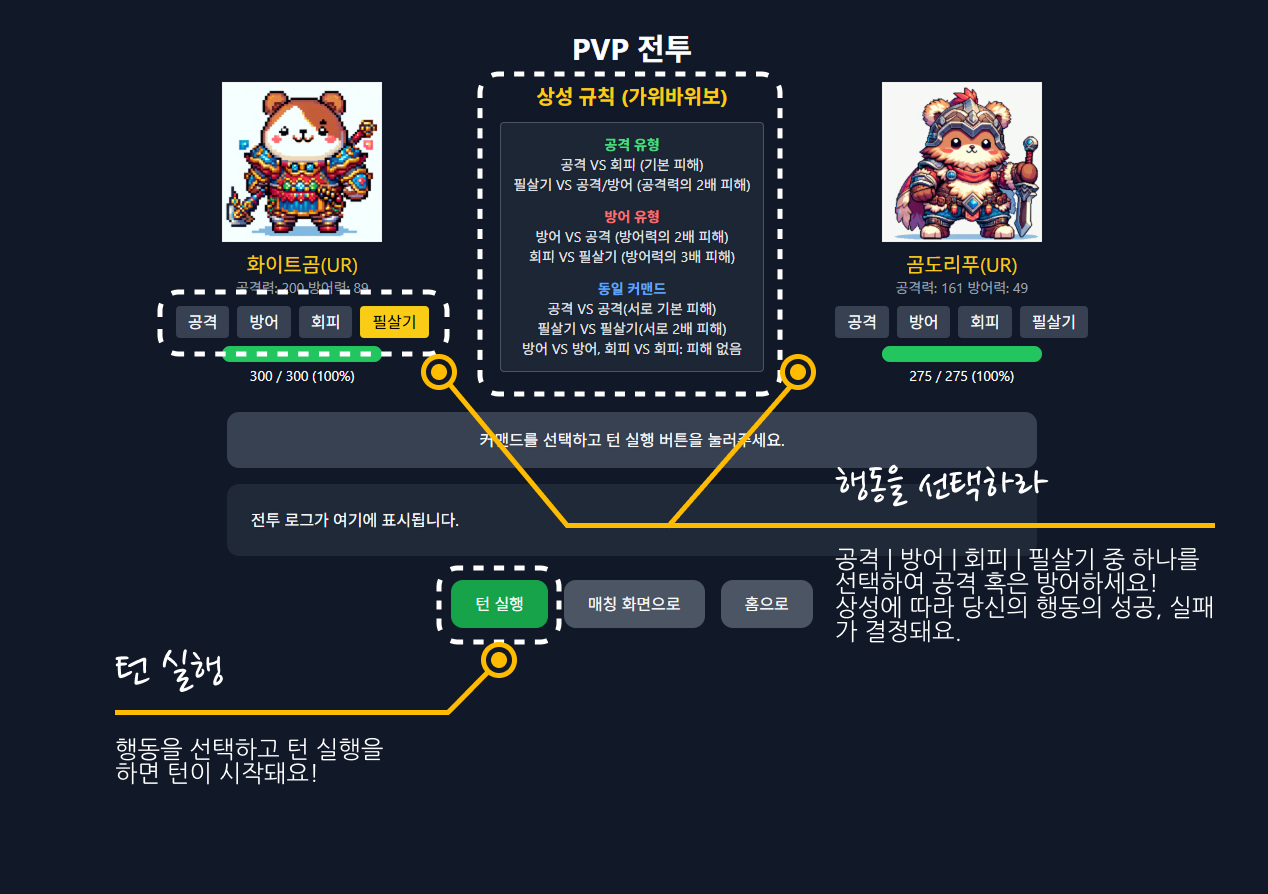 PVP 전투
상성 규칙 (가위바위보)
공격 유형
공격 VS 회피 (기본 피해)
필살기 VS 공격/방어 (공격력의 2배 피해)
방어 유형
방어 VS 공격 (방어력의 2배 피해)
회피 VS 필살기 (방어력의 3배 피해)
동일 커맨드
공격 VS 공격(서로 기본 피해)
필살기 VS 필살기(서로 2배 피해)
방어 VS 방어, 회피 VS 회피: 피해 없음
화이트곰(UR)
공격력: 200 방어력: 89
공격 방어 회피 필살기
300 / 300 (100%)
곰도리푸(UR)
공격력: 161 방어력: 49
공격 방어 회피 필살기
275 / 275 (100%)
커맨드를 선택하고 턴 실행 버튼을 눌러주세요.
전투 로그가 여기에 표시됩니다.
턴 실행 매칭 화면으로 홈으로
행동을 선택하라
공격 | 방어 | 회피 | 필살기 중 하나를
선택하여 공격 혹은 방어하세요!
상성에 따라 당신의 행동의 성공, 실패
가 결정돼요.
턴 실행
행동을 선택하고 턴 실행을
하면 턴이 시작돼요!